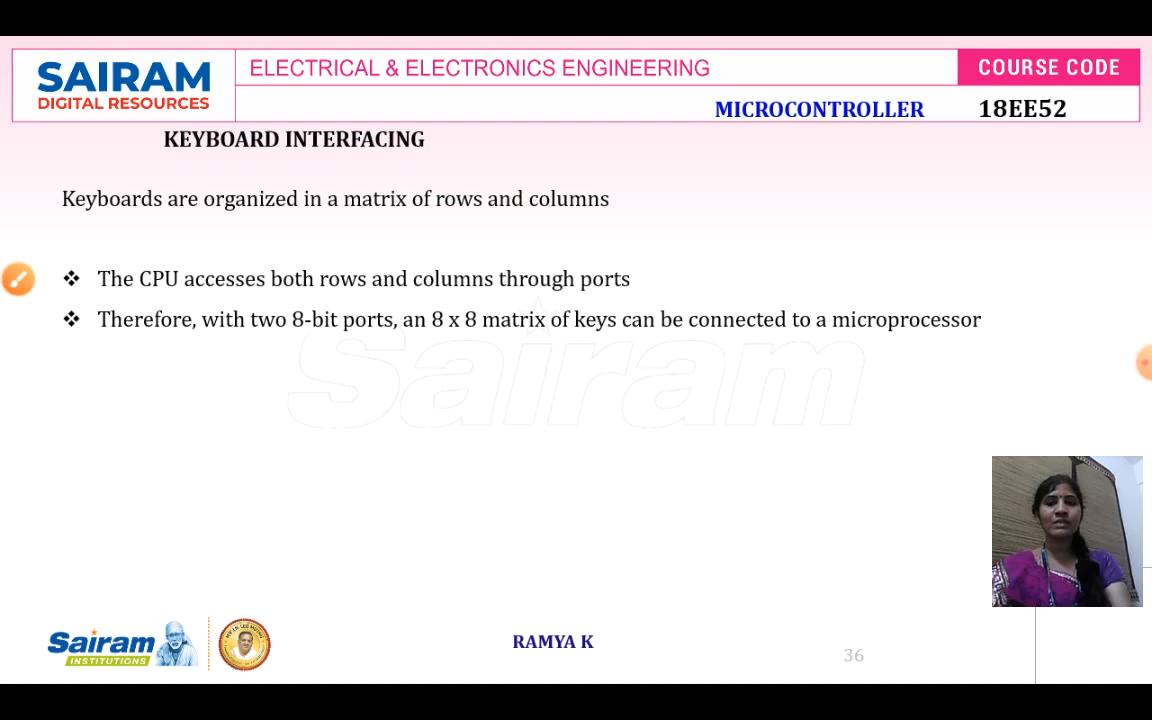 SAIRAM
DIGITAL RESOURCES
ELECTRICAL & ELECTRONICS ENGINEERING
COURSE CODE
MICROCONTROLLER
18EE52
KEYBOARD INTERFACING
Keyboards are organized in a matrix of rows and columns
❖ The CPU accesses both rows and columns through ports
❖ Therefore, with two 8-bit ports, an 8 x 8 matrix of keys can be connected to a microprocessor
Sairam
Sairam
INSTITUTIONS
RAMYA K
36